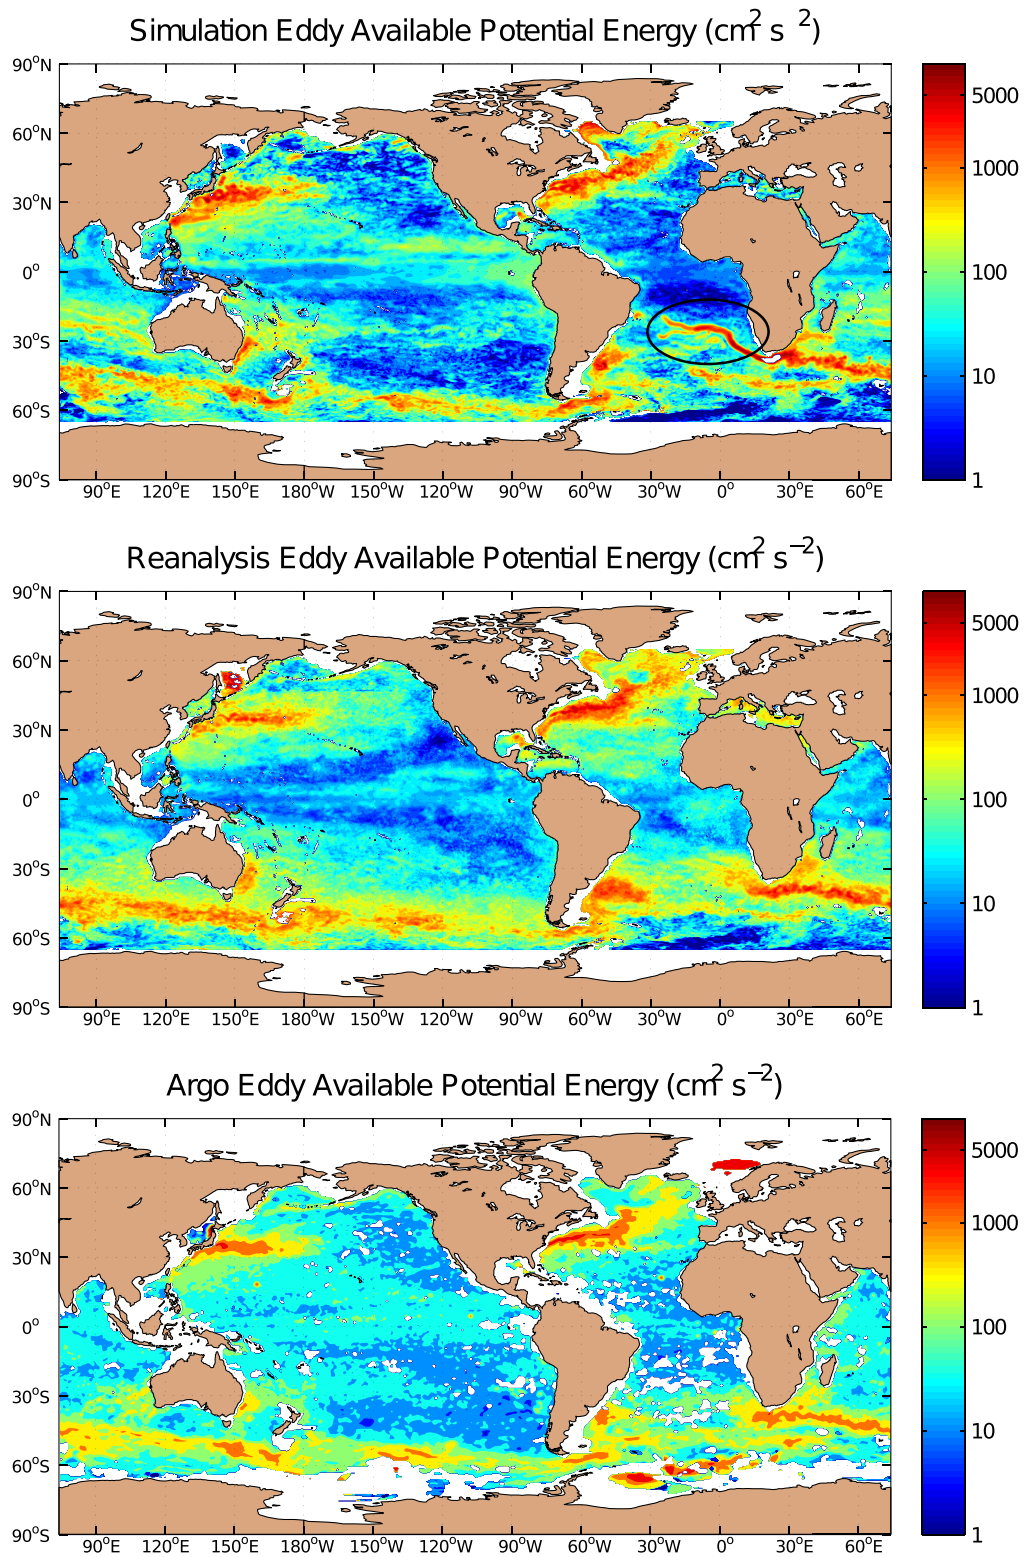 Simulation Eddy Available Potential Energy (cm² s ²)
90°N
60°N
30°N
0°
30°S
60°S
90°S
90°E 120°E 150°E 180°W 150°W 120°W 90°W 60°W 30°W 0° 30°E 60°E
5000
1000
100
10
1
Reanalysis Eddy Available Potential Energy (cm² s⁻²)
90°N
60°N
30°N
0°
30°S
60°S
90°S
90°E 120°E 150°E 180°W 150°W 120°W 90°W 60°W 30°W 0° 30°E 60°E
5000
1000
100
10
1
Argo Eddy Available Potential Energy (cm² s⁻²)
90°N
60°N
30°N
0°
30°S
60°S
90°S
90°E 120°E 150°E 180°W 150°W 120°W 90°W 60°W 30°W 0° 30°E 60°E
5000
1000
100
10
1